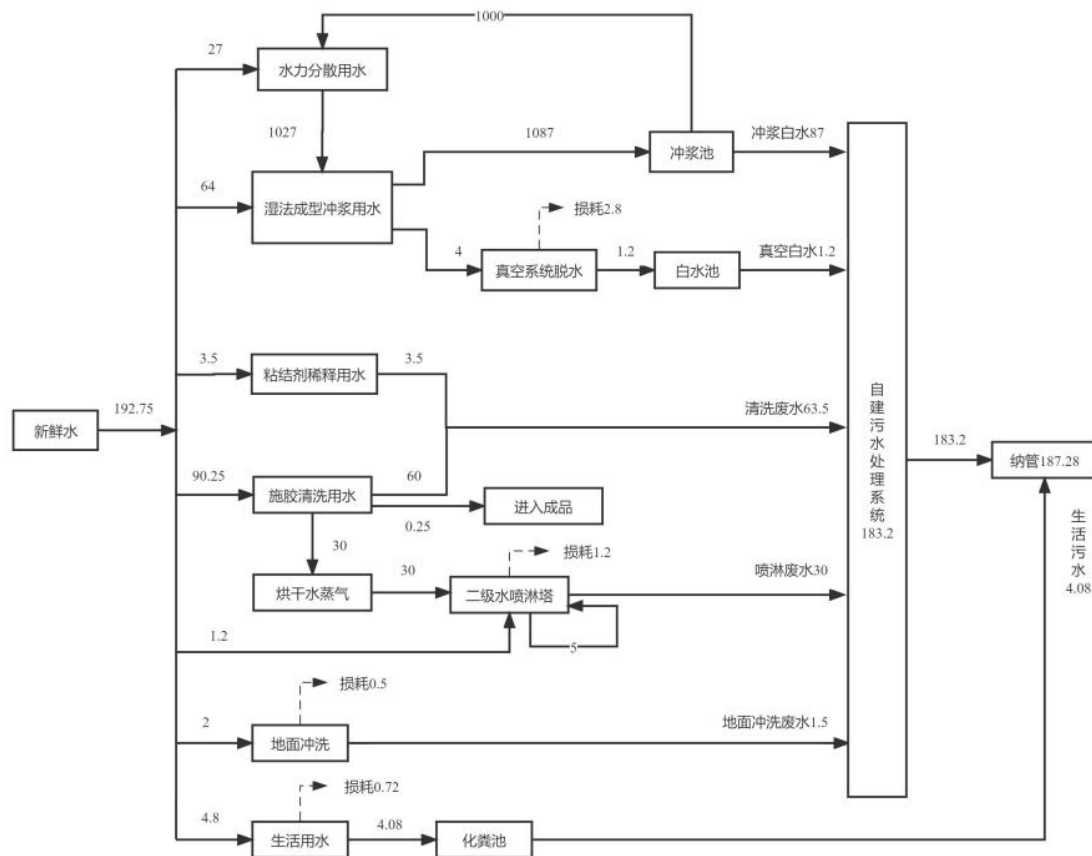 1000
27
水力分散用水
1027
1087
冲浆池
冲浆白水87
64
湿法成型冲浆用水
损耗2.8
4
真空系统脱水
1.2
白水池
真空白水1.2
3.5
粘结剂稀释用水
3.5
新鲜水
192.75
清洗废水63.5
自建污水处理系统
183.2
183.2
纳管187.28
90.25
施胶清洗用水
60
0.25
进入成品
30
烘干水蒸气
30
损耗1.2
二级水喷淋塔
喷淋废水30
5
1.2
生活污水
4.08
损耗0.5
2
地面冲洗
地面冲洗废水1.5
损耗0.72
4.8
生活用水
4.08
化粪池